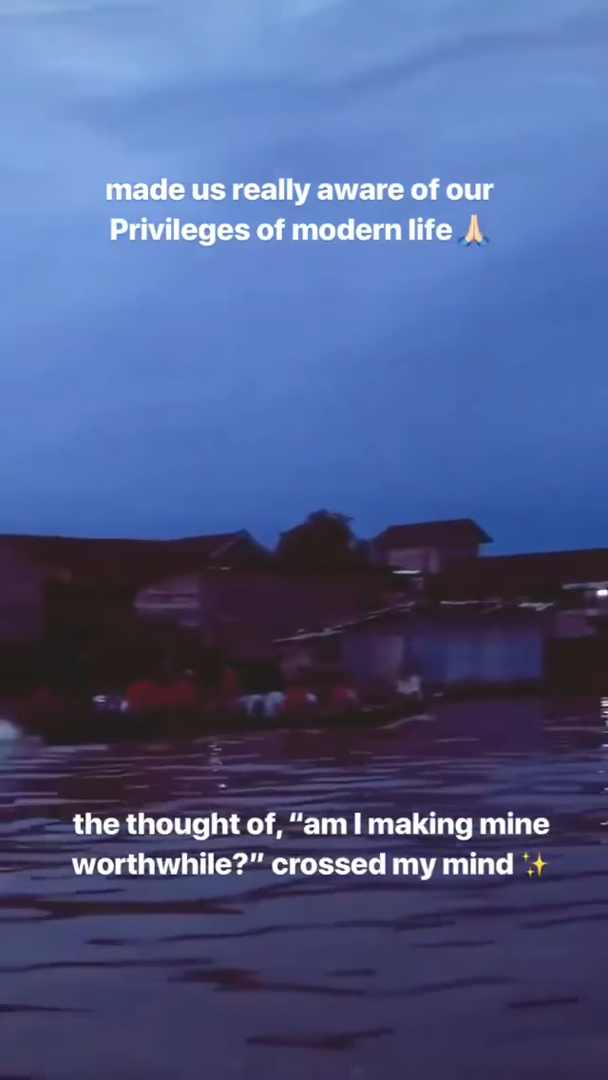 made us really aware of our
Privileges of modern life 🙏🏻
the thought of, “am I making mine
worthwhile?” crossed my mind ✨